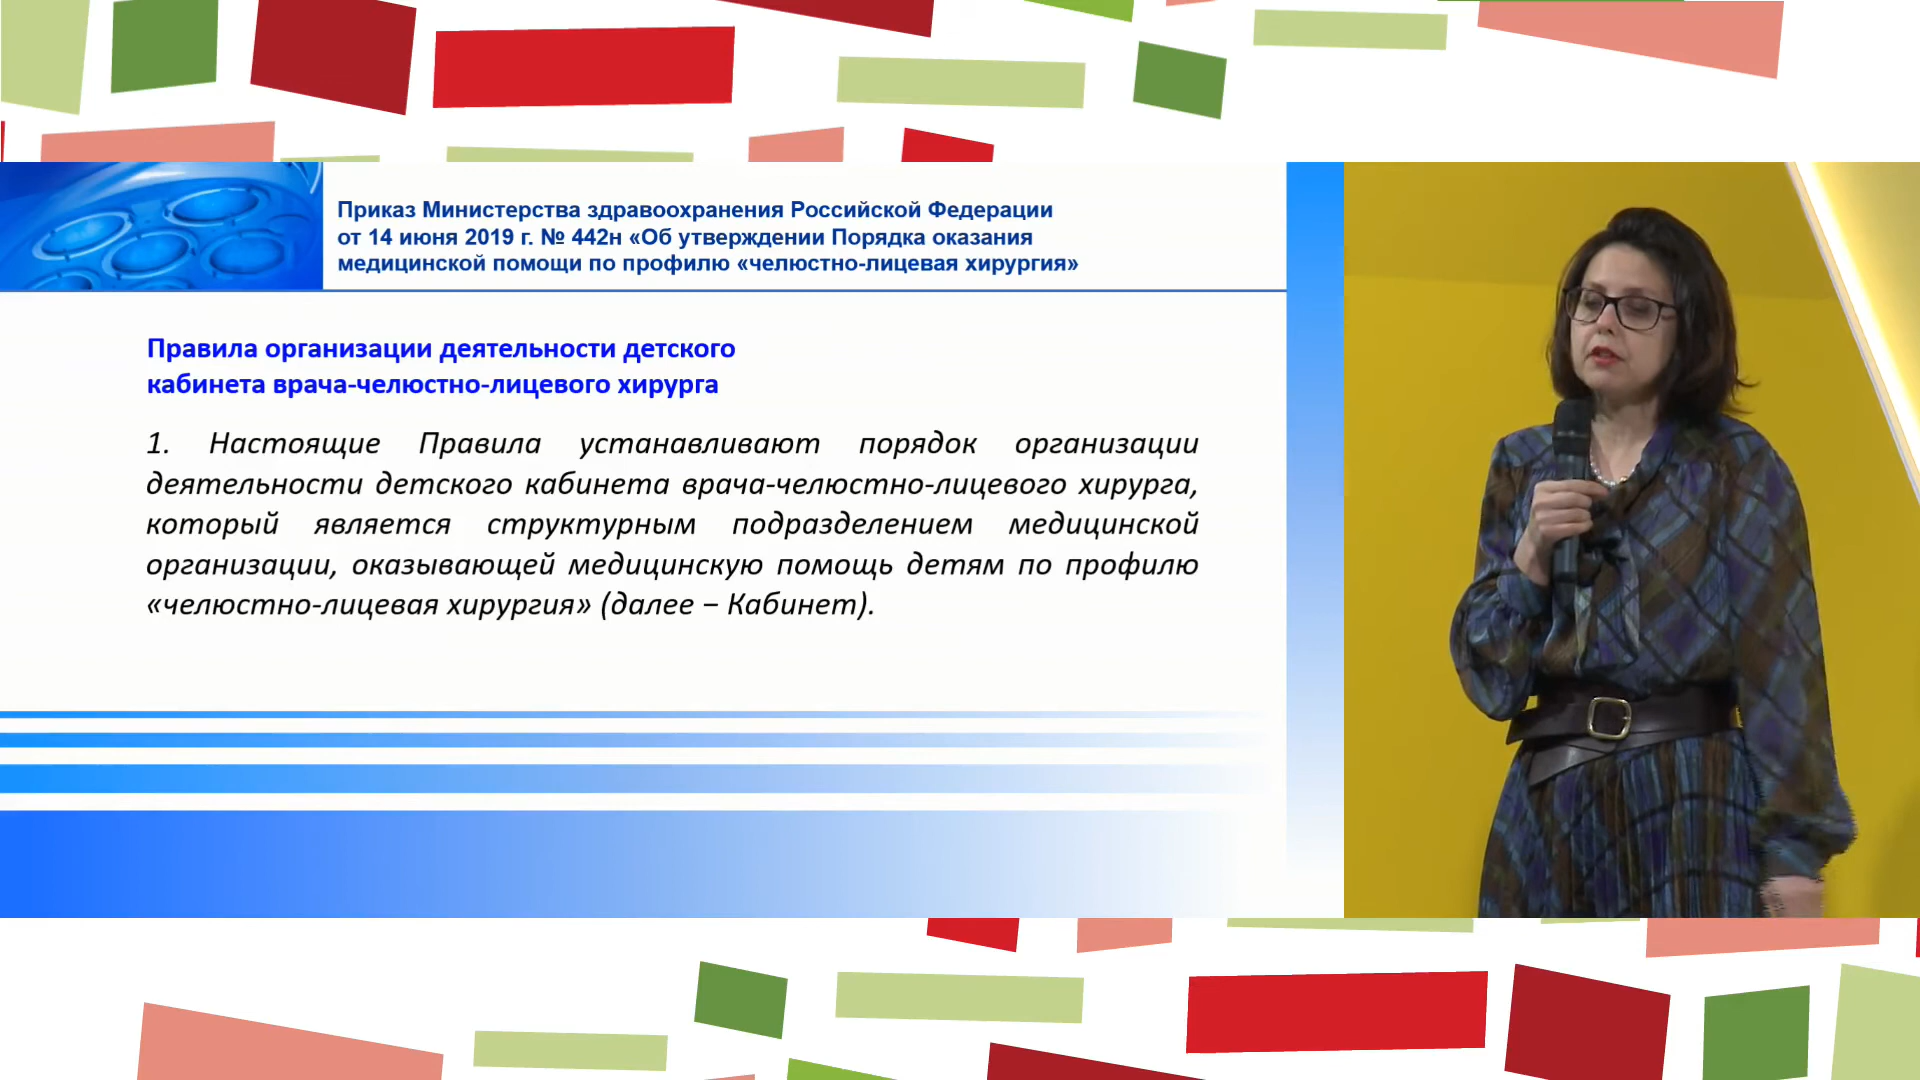 Приказ Министерства здравоохранения Российской Федерации
от 14 июня 2019 г. № 442н «Об утверждении Порядка оказания
медицинской помощи по профилю «челюстно-лицевая хирургия»
Правила организации деятельности детского
кабинета врача-челюстно-лицевого хирурга
1. Настоящие Правила устанавливают порядок организации
деятельности детского кабинета врача-челюстно-лицевого хирурга,
который является структурным подразделением медицинской
организации, оказывающей медицинскую помощь детям по профилю
«челюстно-лицевая хирургия» (далее – Кабинет).